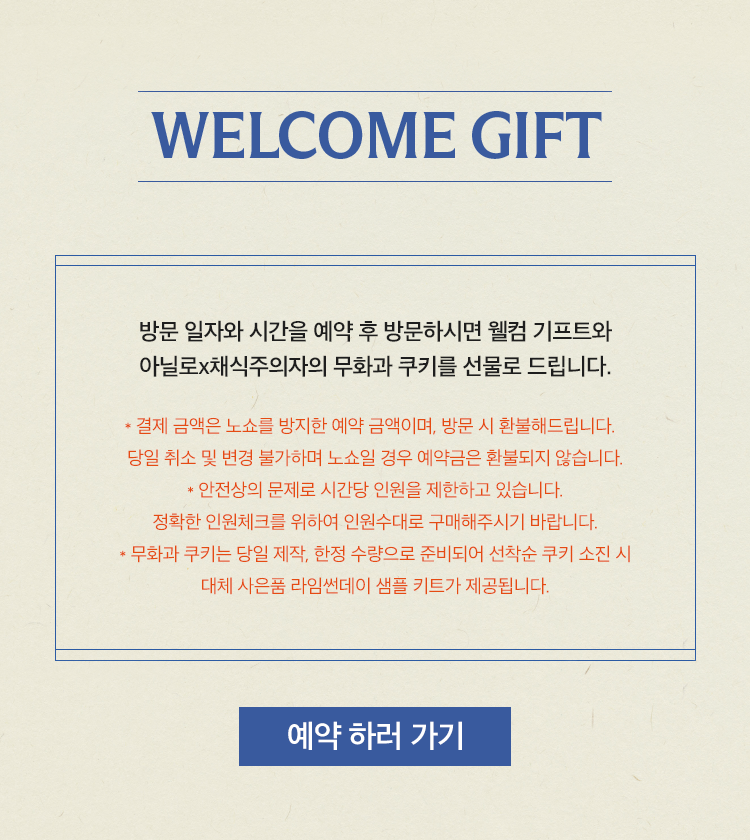 WELCOME GIFT
방문 일자와 시간을 예약 후 방문하시면 웰컴 기프트와
아닐로x채식주의자의 무화과 쿠키를 선물로 드립니다.
* 결제 금액은 노쇼를 방지한 예약 금액이며, 방문 시 환불해드립니다.
당일 취소 및 변경 불가하며 노쇼일 경우 예약금은 환불되지 않습니다.
* 안전상의 문제로 시간당 인원을 제한하고 있습니다.
정확한 인원체크를 위하여 인원수대로 구매해주시기 바랍니다.
* 무화과 쿠키는 당일 제작, 한정 수량으로 준비되어 선착순 쿠키 소진 시
대체 사은품 라임썬데이 샘플 키트가 제공됩니다.
예약 하러 가기